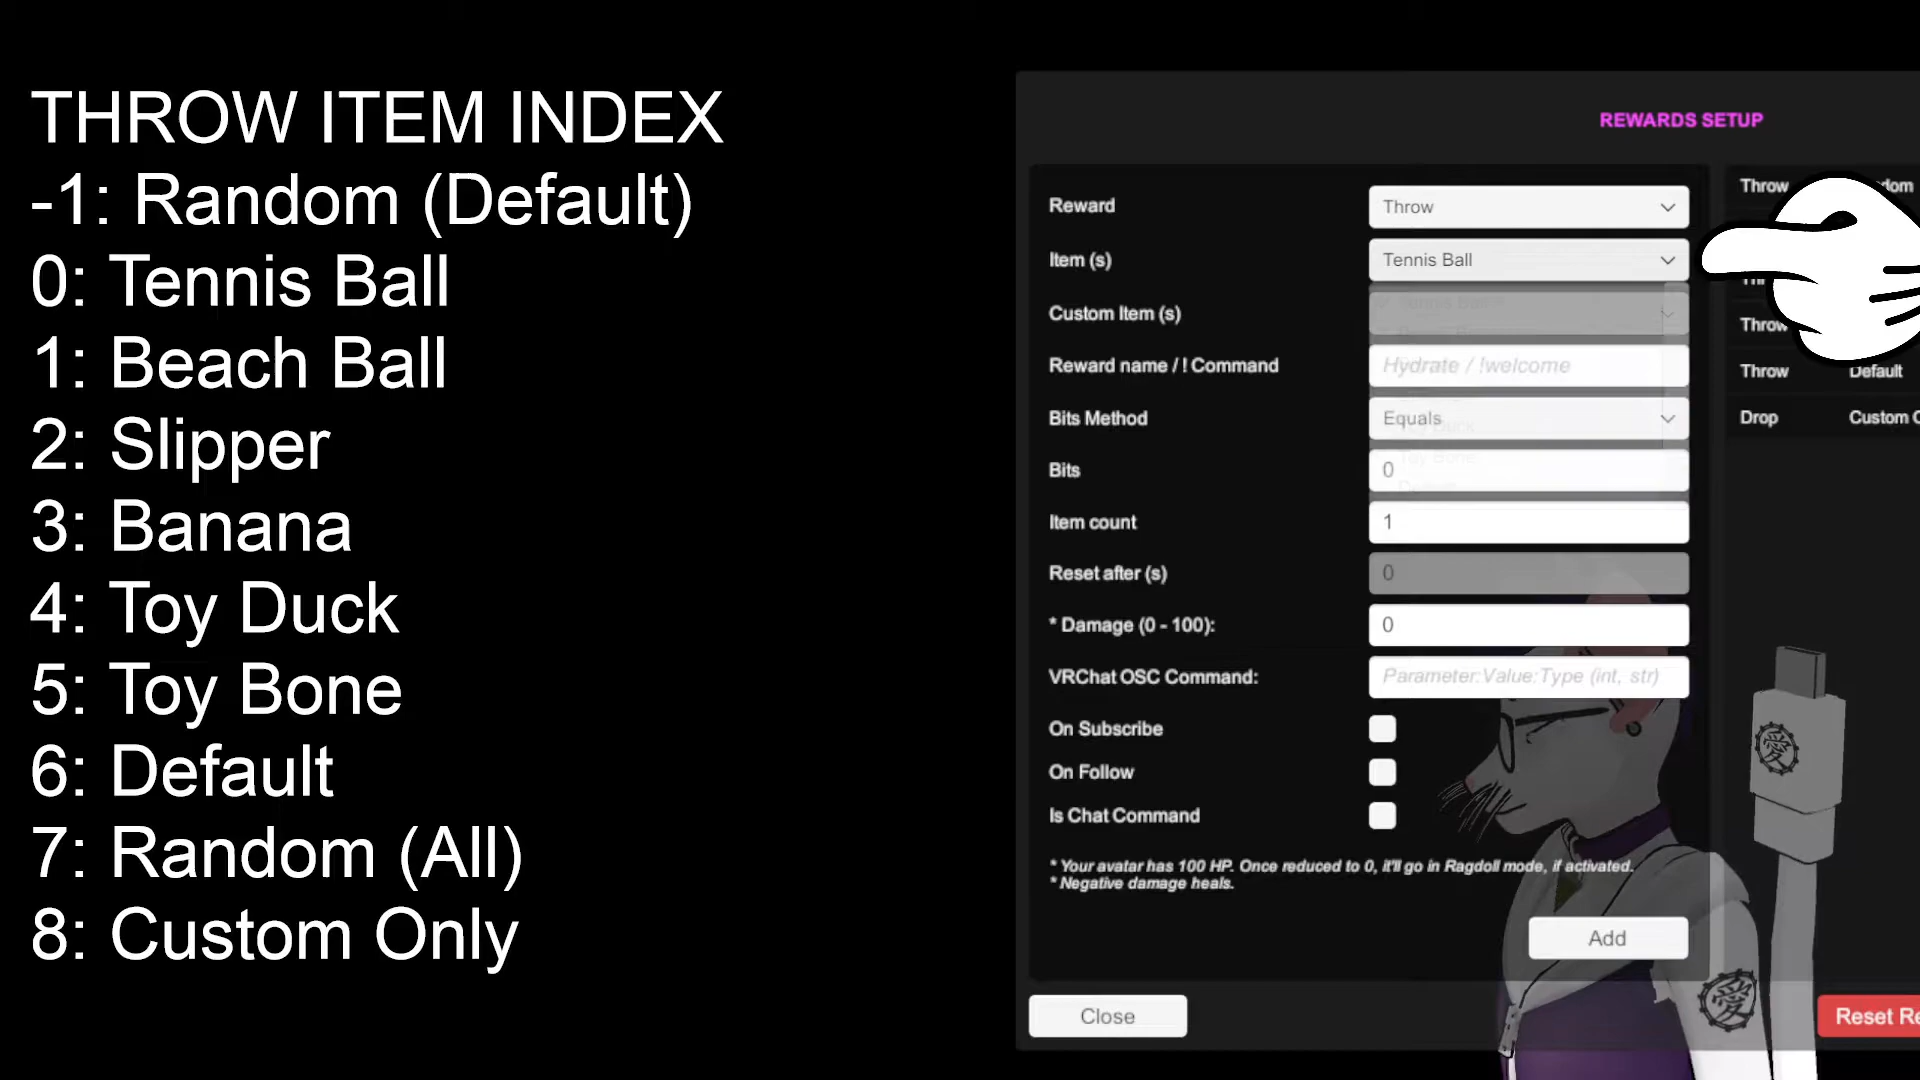 THROW ITEM INDEX
-1: Random (Default)
0: Tennis Ball
1: Beach Ball
2: Slipper
3: Banana
4: Toy Duck
5: Toy Bone
6: Default
7: Random (All)
8: Custom Only
REWARDS SETUP
Reward
Throw
Item (s)
Tennis Ball
Custom Item (s)
Reward name / ! Command
Hydrate / !welcome
Bits Method
Equals
Bits
0
Item count
1
Reset after (s)
0
* Damage (0 - 100):
0
VRChat OSC Command:
Parameter:Value:Type (int, str)
On Subscribe
On Follow
Is Chat Command
* Your avatar has 100 HP. Once reduced to 0, it'll go in Ragdoll mode, if activated.
* Negative damage heals.
Add
Close
Throw
Throw
Throw Default
Drop Custom
Reset
愛
愛